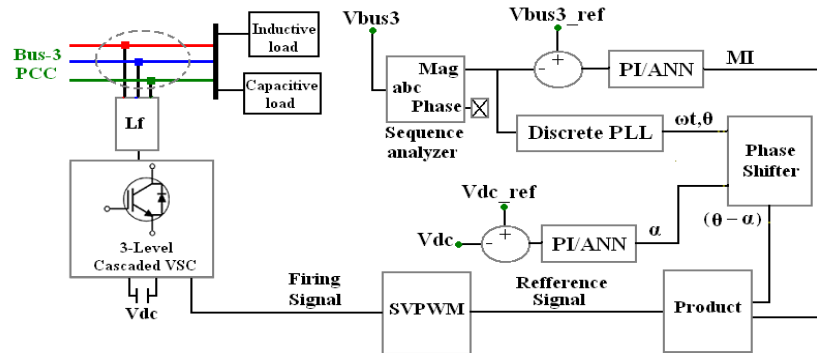 Bus-3
PCC
Inductive
load
Capacitive
load
Lf
3-Level
Cascaded VSC
Vdc
Vbus3
Mag
abc
Phase
Sequence
analyzer
Vbus3_ref
-
+
PI/ANN
MI
Discrete PLL
ωt,θ
Phase
Shifter
Vdc_ref
Vdc
-
+
PI/ANN
α
(θ – α)
Firing
Signal
SVPWM
Refference
Signal
Product